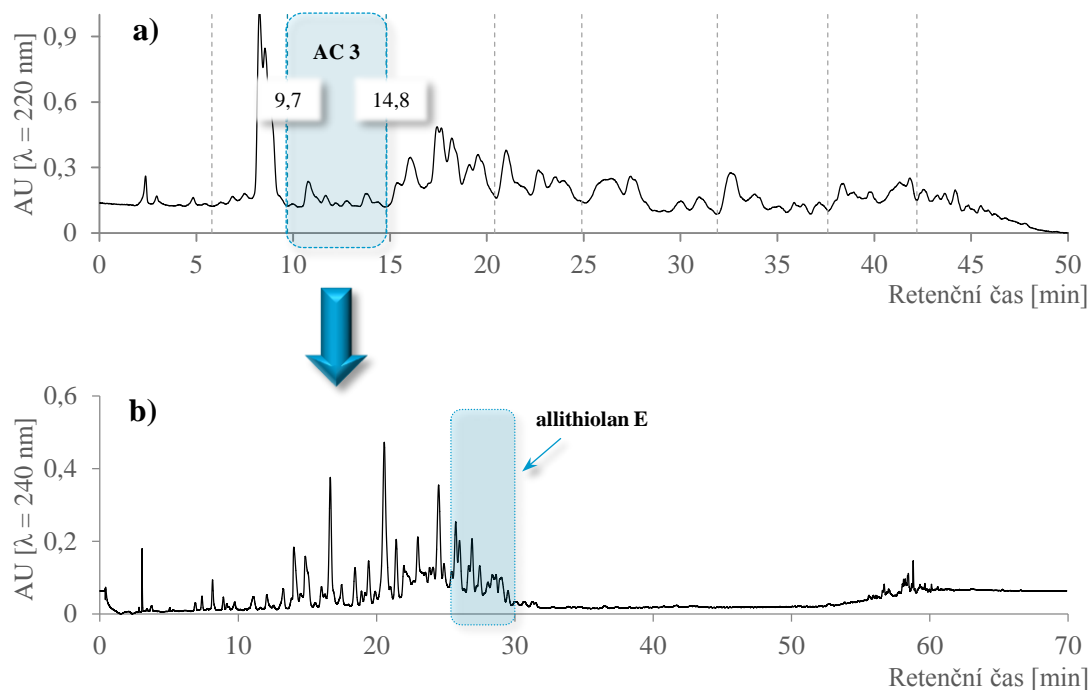 a)
AC 3
9,7
14,8
AU [λ = 220 nm]
0,9
0,6
0,3
0
0 5 10 15 20 25 30 35 40 45 50
Retenční čas [min]
b)
allithiolan E
AU [λ = 240 nm]
0,6
0,4
0,2
0
0 10 20 30 40 50 60 70
Retenční čas [min]